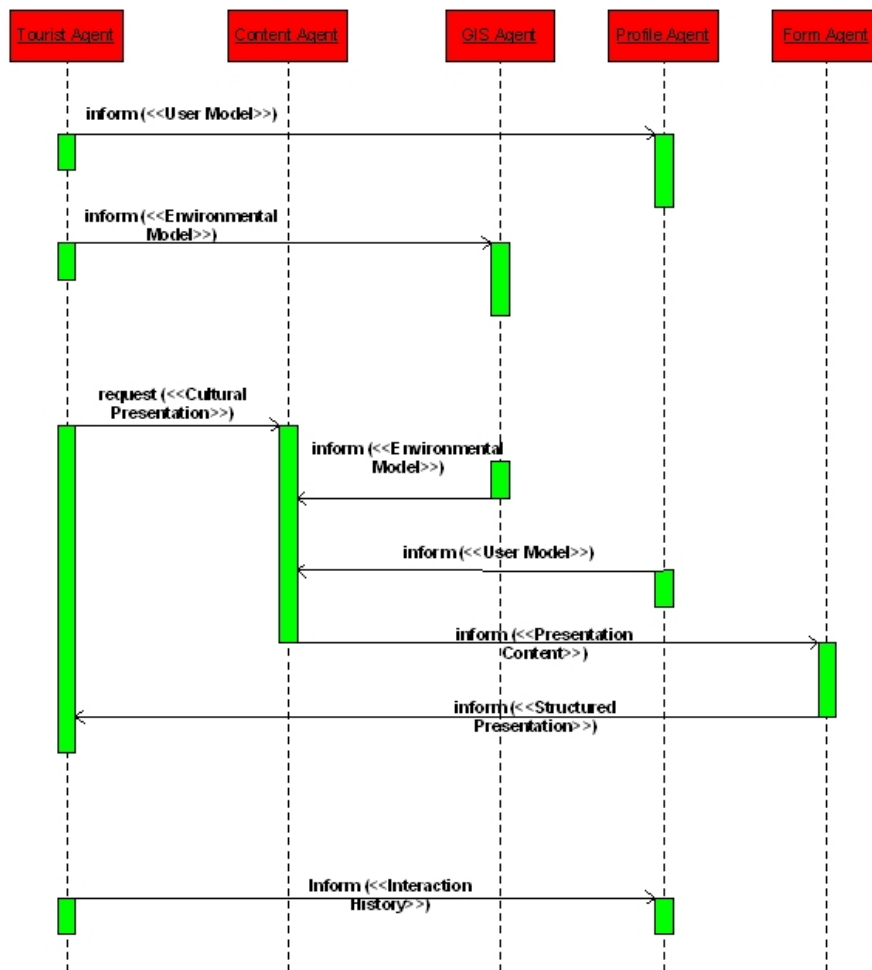 Tourist Agent
Content Agent
GIS Agent
Profile Agent
Form Agent
inform (<<User Model>>)
inform (<<Environmental
Model>>)
request (<<Cultural
Presentation>>)
inform (<<Environmental
Model>>)
inform (<<User Model>>)
inform (<<Presentation
Content>>)
inform (<<Structured
Presentation>>)
Inform (<<Interaction
History>>)